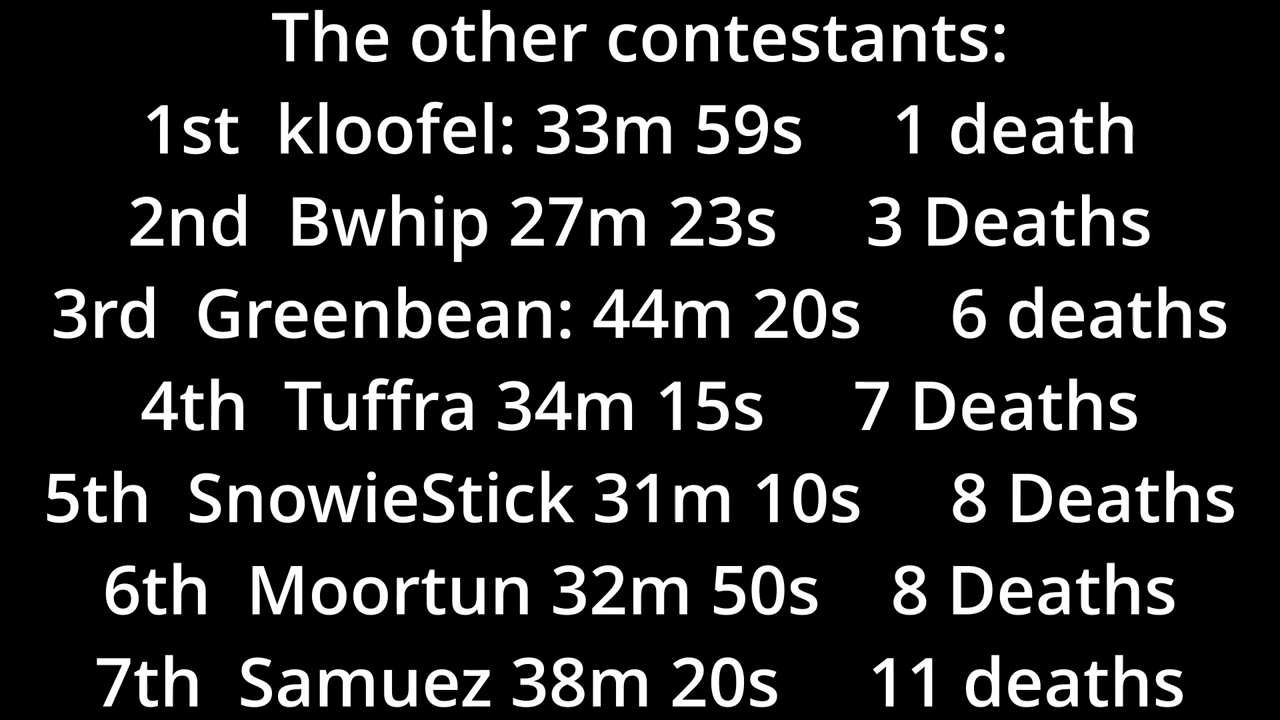 The other contestants:
1st kloofel: 33m 59s 1 death
2nd Bwhip 27m 23s 3 Deaths
3rd Greenbean: 44m 20s 6 deaths
4th Tuffra 34m 15s 7 Deaths
5th SnowieStick 31m 10s 8 Deaths
6th Moortun 32m 50s 8 Deaths
7th Samuez 38m 20s 11 deaths